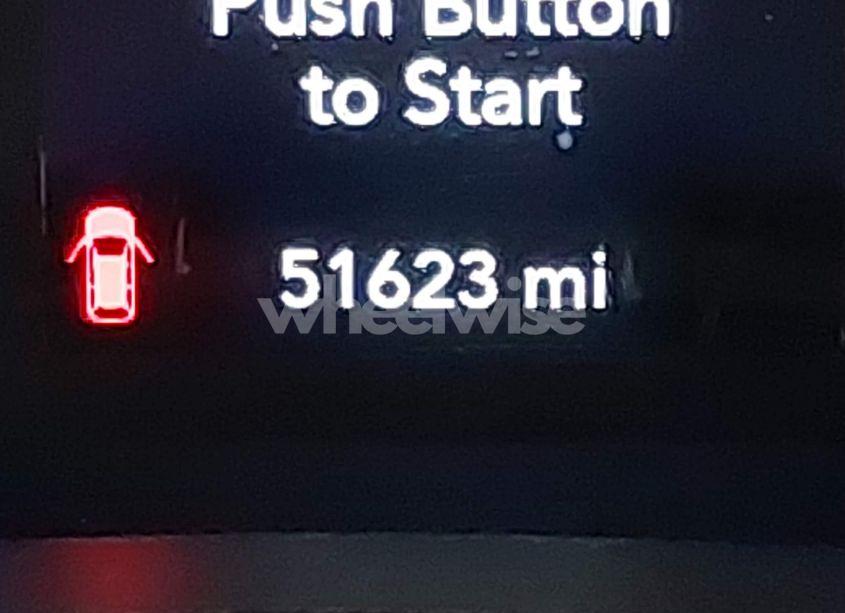 Push Button
to Start
51623 mi
wheelwise